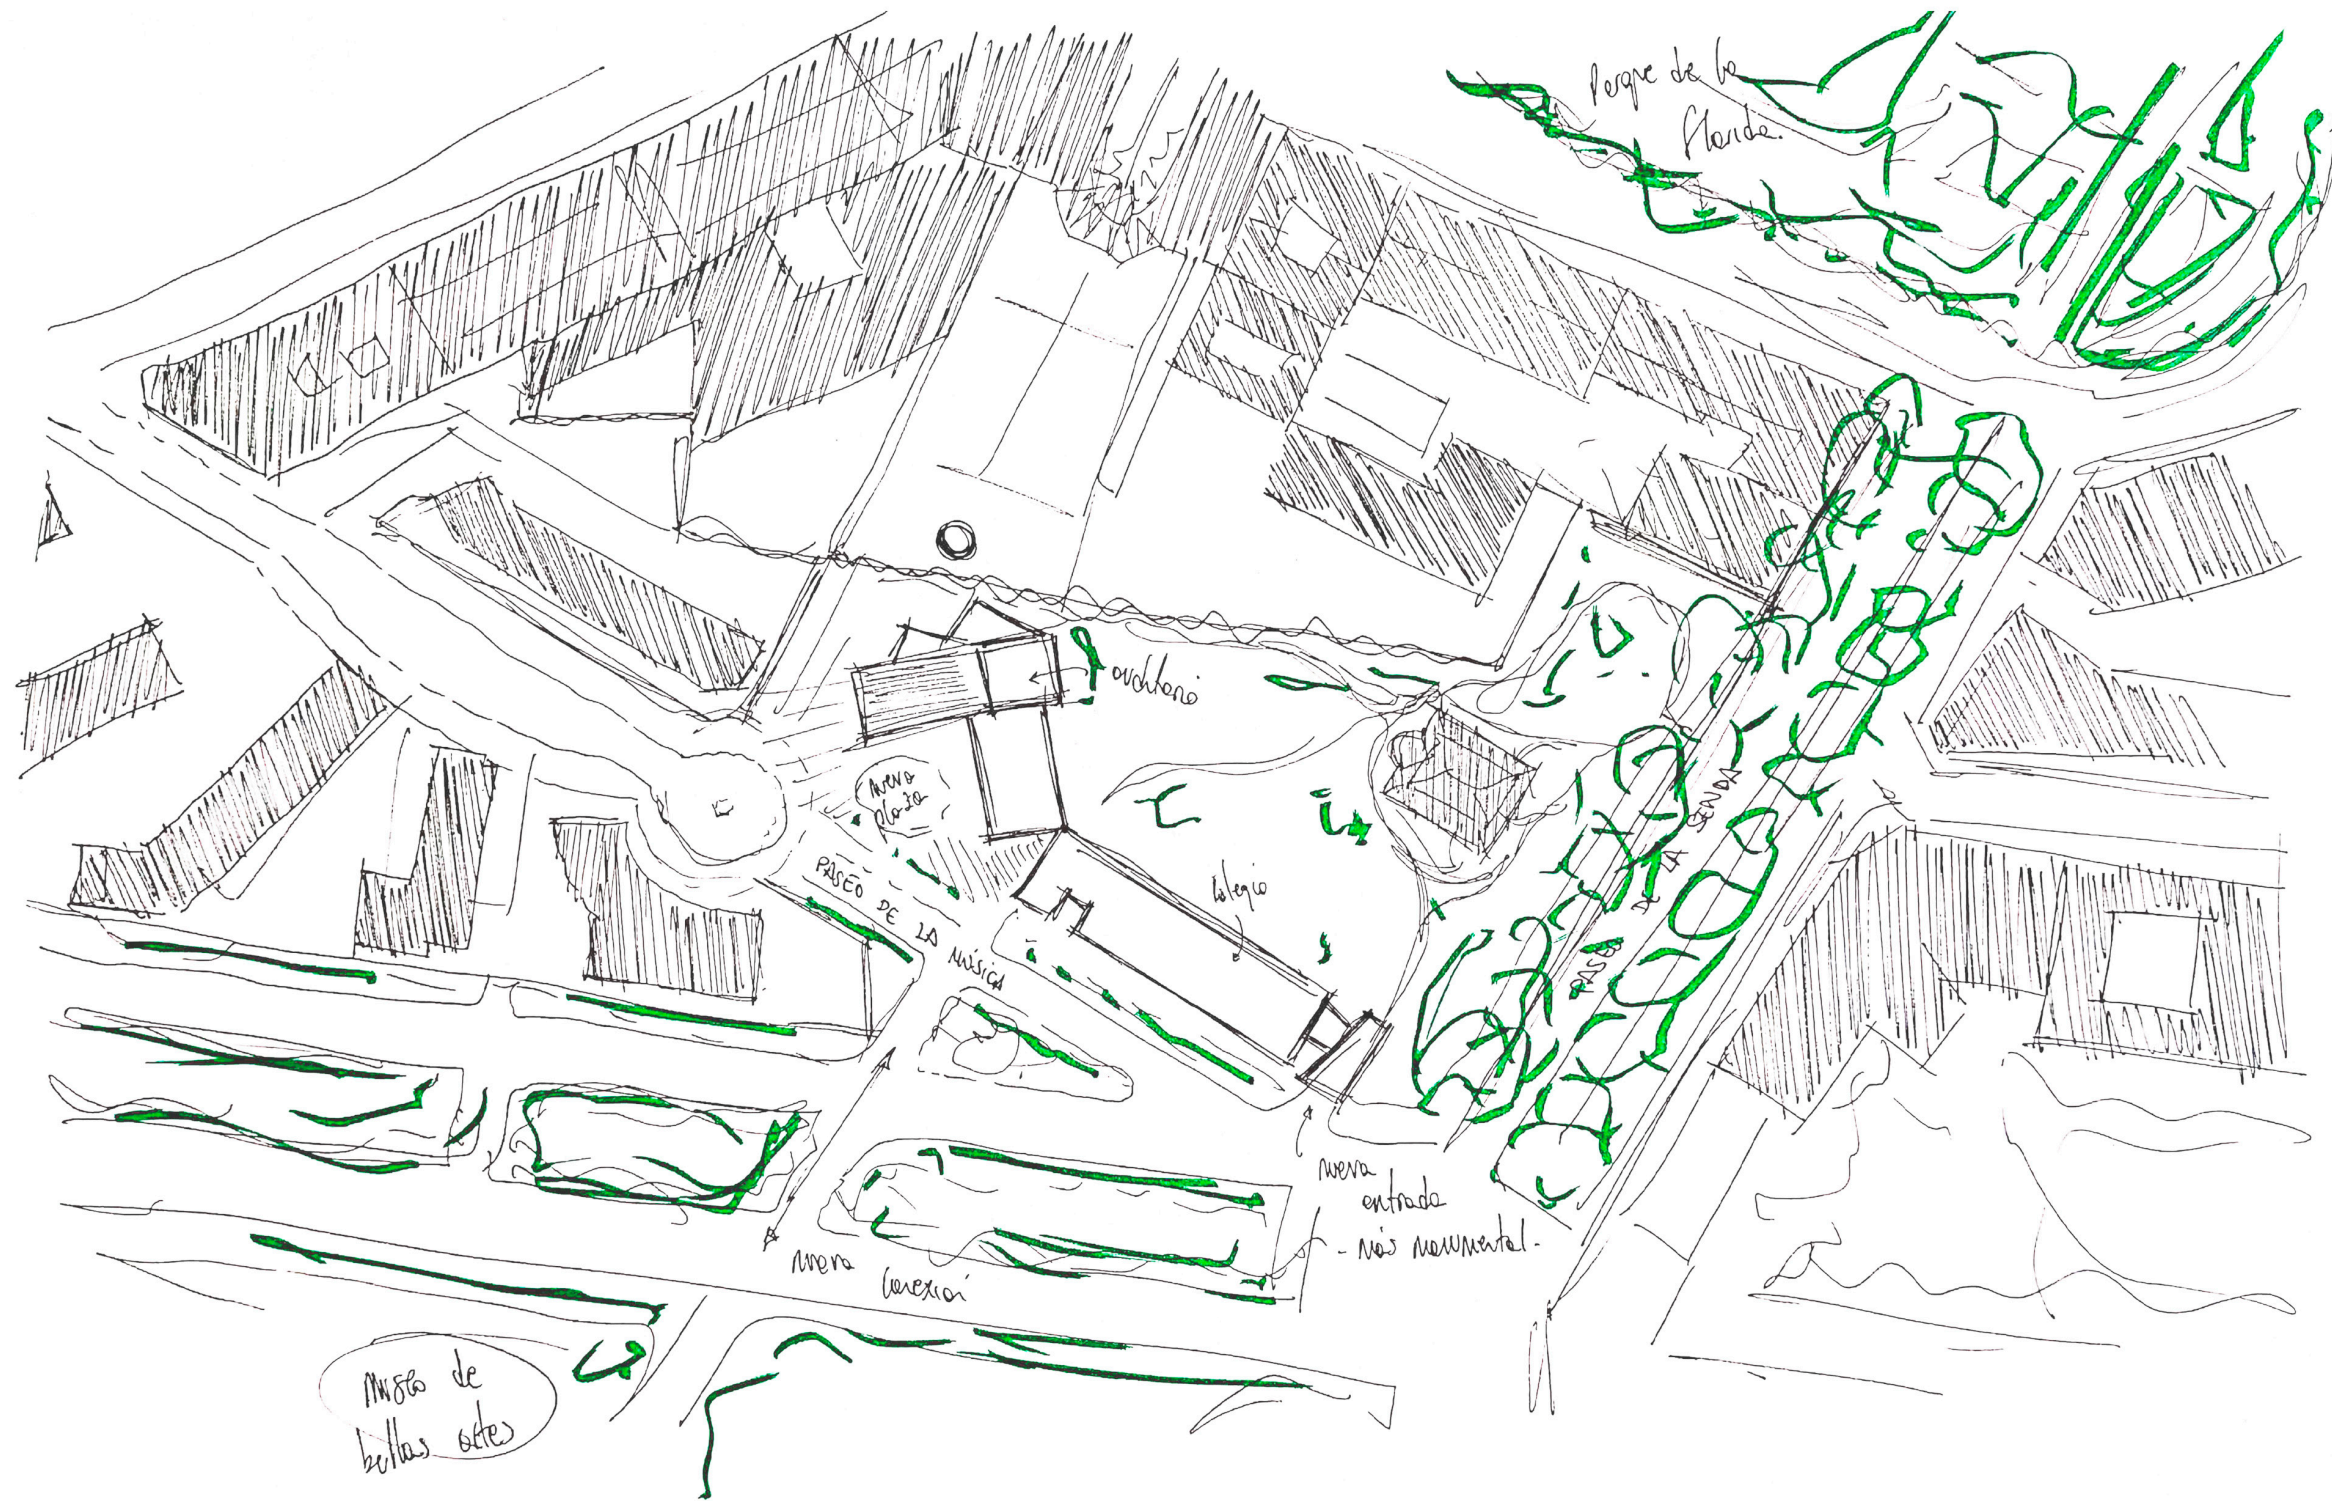 Parque de la
Florida.
auditorio
nueva
plaza
PASEO DE LA MÚSICA
colegio
PASEO DE LA SENDA
nueva
entrada
- más monumental -
nueva conexión
museo de
bellas artes